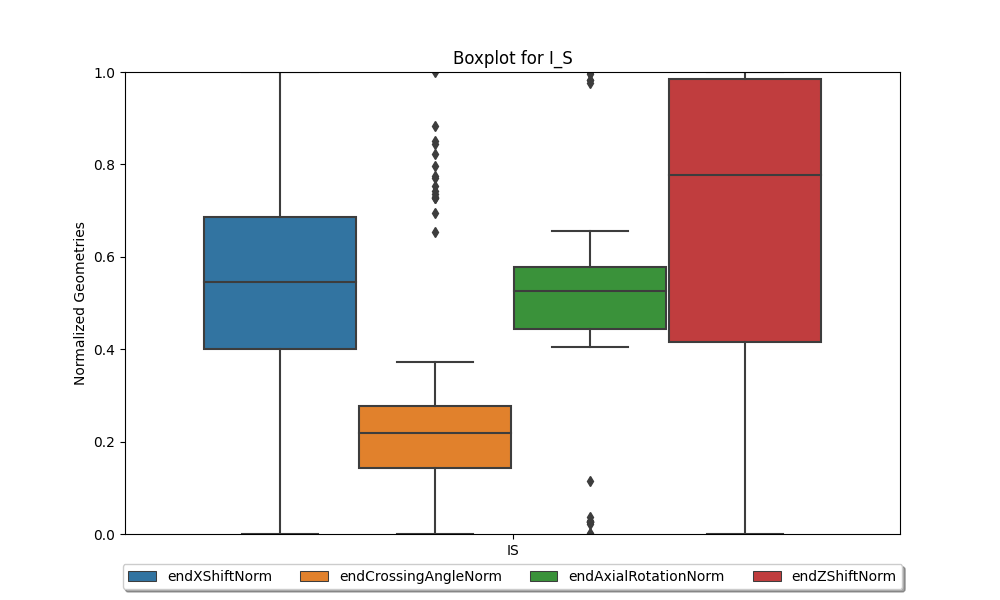 Boxplot for I_S
1.0
0.8
0.6
0.4
0.2
0.0
Normalized Geometries
IS
endXShiftNorm endCrossingAngleNorm endAxialRotationNorm endZShiftNorm